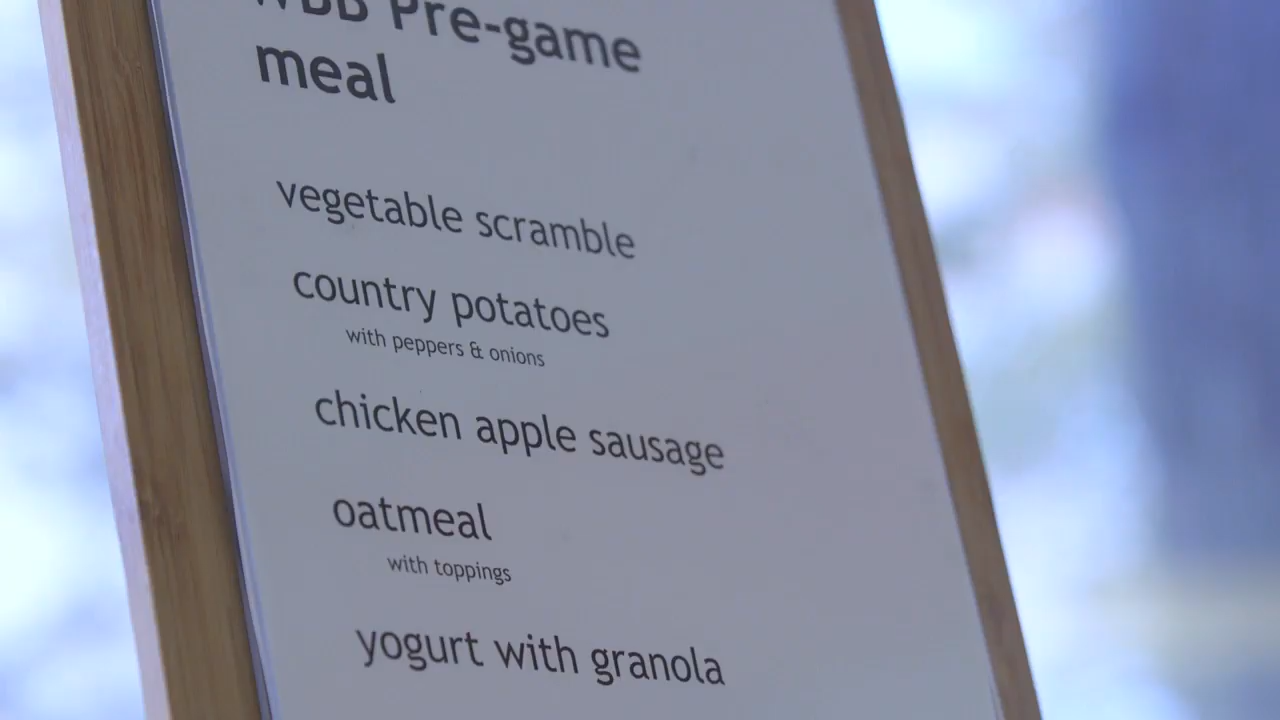 WBB Pre-game
meal
vegetable scramble
country potatoes
with peppers & onions
chicken apple sausage
oatmeal
with toppings
yogurt with granola